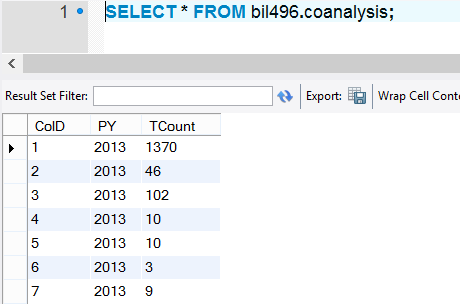 1 SELECT * FROM bil496.coanalysis;
Result Set Filter: Export: Wrap Cell Conte
CoID PY TCount
1 2013 1370
2 2013 46
3 2013 102
4 2013 10
5 2013 10
6 2013 3
7 2013 9